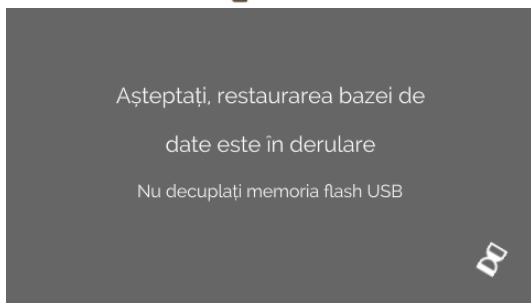 Așteptați, restaurarea bazei de
date este în derulare
Nu decuplați memoria flash USB